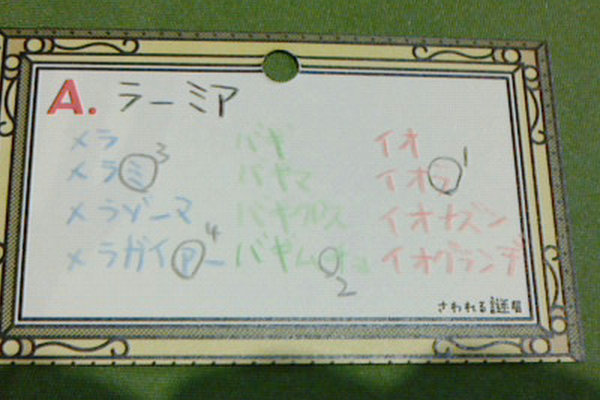 A. ラーミア
メラ バギ イオ
メラミ 3 バギマ イオラ 1
メラゾーマ バギクロス イオナズン
メラガイアー 4 バギムーチョ 2 イオグランデ
さわれる謎展